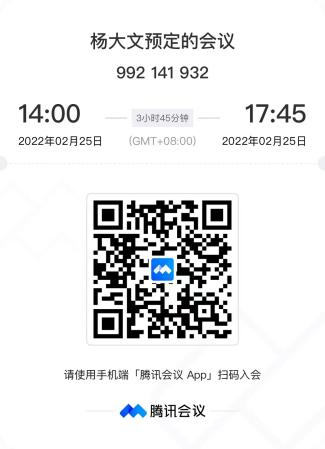 杨大文预定的会议
992 141 932
14:00 3小时45分钟 17:45
2022年02月25日 (GMT+08:00) 2022年02月25日
请使用手机端「腾讯会议 App」扫码入会
腾讯会议